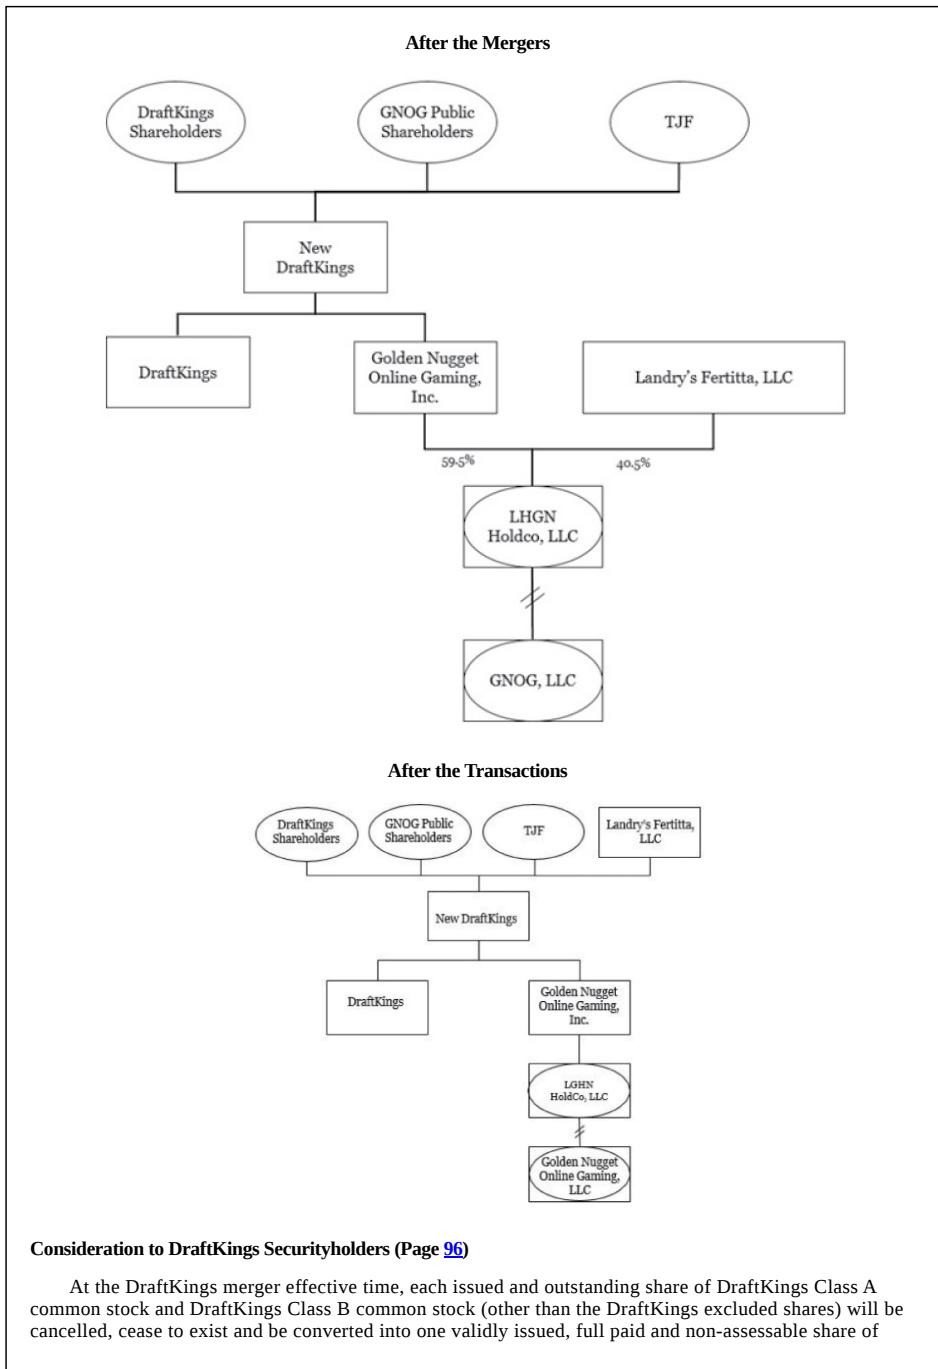 After the Mergers
DraftKings
Shareholders
GNOG Public
Shareholders
TJF
New
DraftKings
DraftKings
Golden Nugget
Online Gaming,
Inc.
Landry's Fertitta, LLC
59.5%
40.5%
LHGN
Holdco, LLC
GNOG, LLC
After the Transactions
DraftKings
Shareholders
GNOG Public
Shareholders
TJF
Landry's Fertitta,
LLC
New DraftKings
DraftKings
Golden Nugget
Online Gaming,
Inc.
LGHN
HoldCo, LLC
Golden Nugget
Online Gaming,
LLC
Consideration to DraftKings Securityholders (Page 96)
At the DraftKings merger effective time, each issued and outstanding share of DraftKings Class A
common stock and DraftKings Class B common stock (other than the DraftKings excluded shares) will be
cancelled, cease to exist and be converted into one validly issued, full paid and non-assessable share of